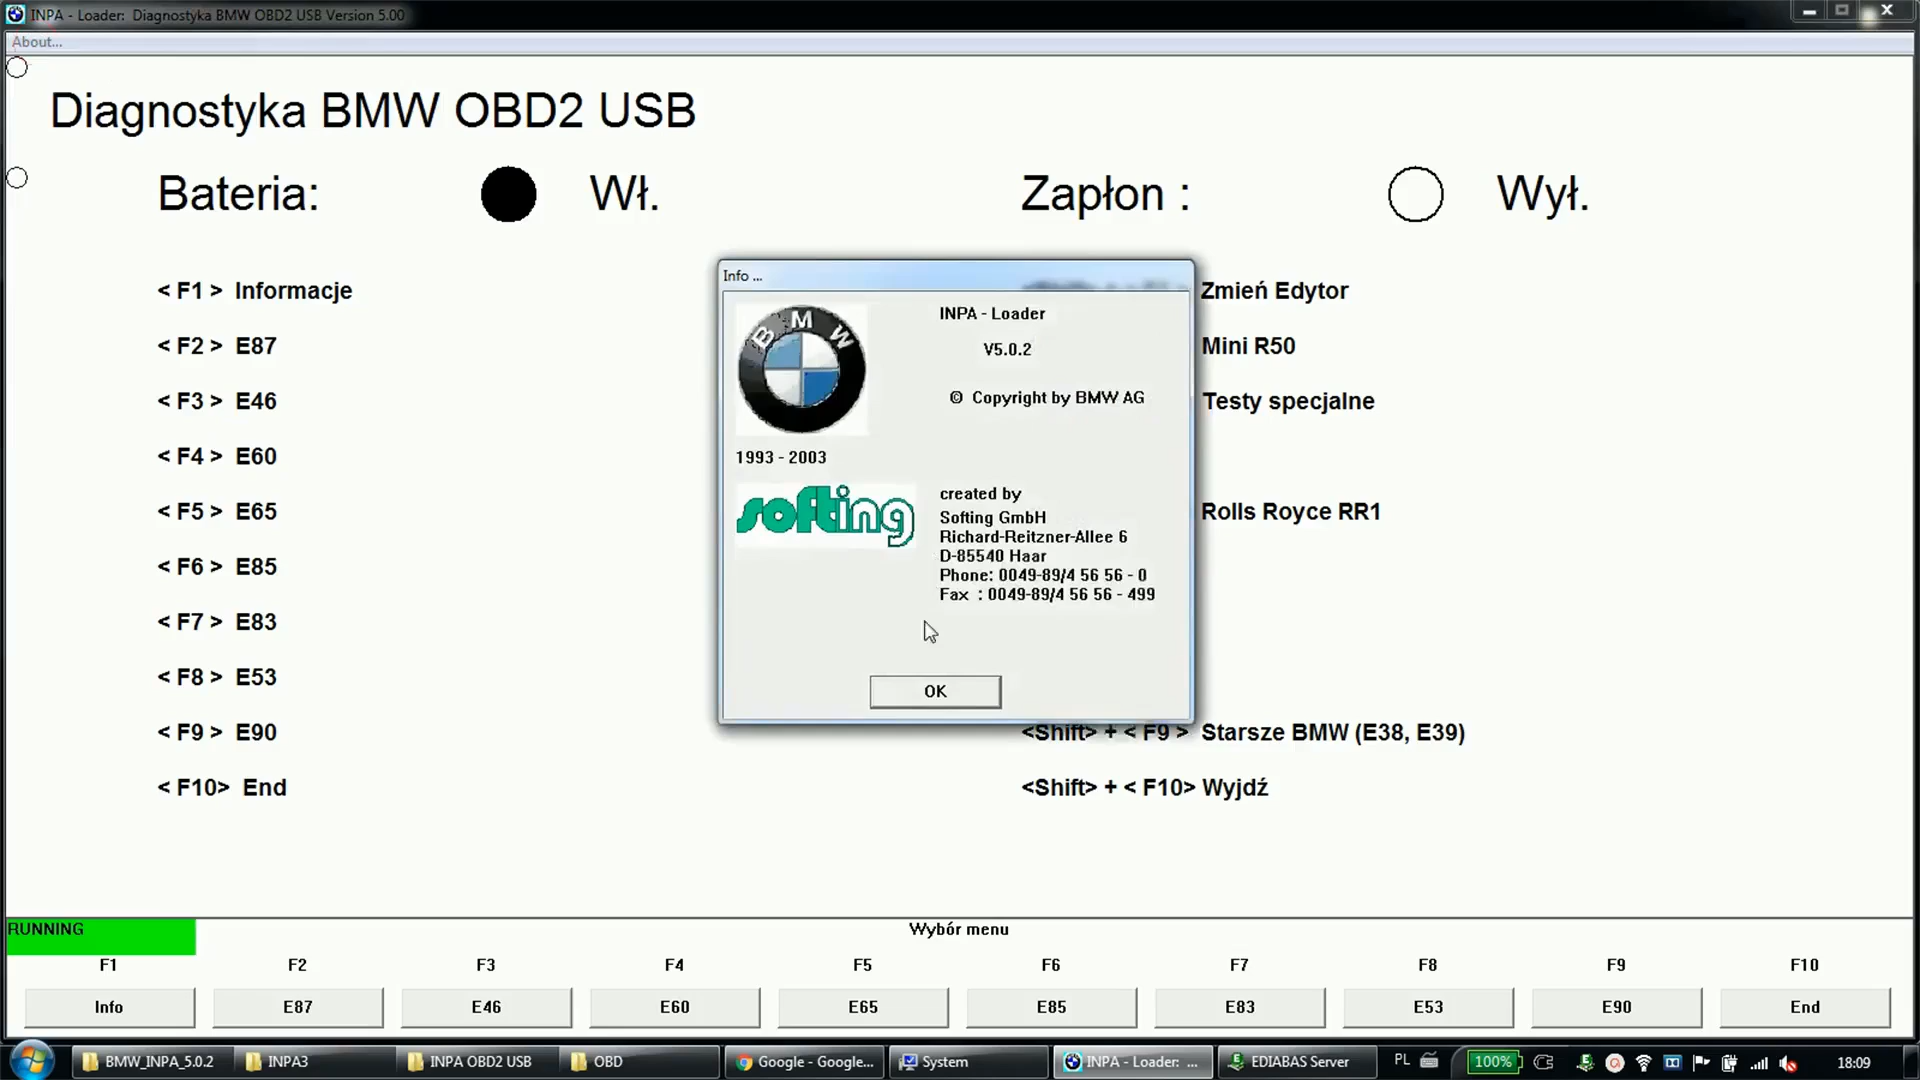 INPA - Loader: Diagnostyka BMW OBD2 USB Version 5.00
About...
Diagnostyka BMW OBD2 USB
Bateria: Wł. Zapłon : Wył.
< F1 > Informacje
< F2 > E87
< F3 > E46
< F4 > E60
< F5 > E65
< F6 > E85
< F7 > E83
< F8 > E53
< F9 > E90
< F10> End
Zmień Edytor
Mini R50
Testy specjalne
Rolls Royce RR1
<Shift> + < F9 > Starsze BMW (E38, E39)
<Shift> + < F10> Wyjdź
Info ...
BMW
INPA - Loader
V5.0.2
© Copyright by BMW AG
1993 - 2003
softing
created by
Softing GmbH
Richard-Reitzner-Allee 6
D-85540 Haar
Phone: 0049-89/4 56 56 - 0
Fax : 0049-89/4 56 56 - 499
OK
RUNNING
Wybór menu
F1 F2 F3 F4 F5 F6 F7 F8 F9 F10
Info E87 E46 E60 E65 E85 E83 E53 E90 End
BMW_INPA_5.0.2 INPA3 INPA OBD2 USB OBD Google - Google... System INPA - Loader: ... EDIABAS Server PL 100% 18:09